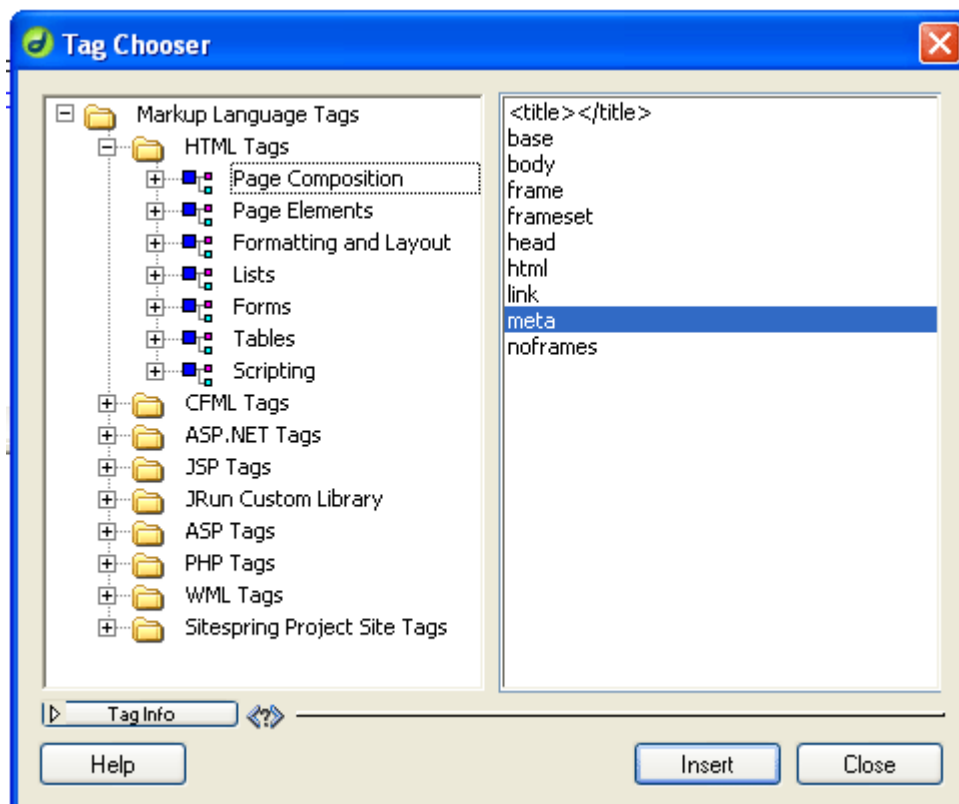 Tag Chooser
Markup Language Tags
HTML Tags
Page Composition
Page Elements
Formatting and Layout
Lists
Forms
Tables
Scripting
CFML Tags
ASP.NET Tags
JSP Tags
JRun Custom Library
ASP Tags
PHP Tags
WML Tags
Sitespring Project Site Tags
<title></title>
base
body
frame
frameset
head
html
link
meta
noframes
Tag Info
<?>
Help
Insert
Close